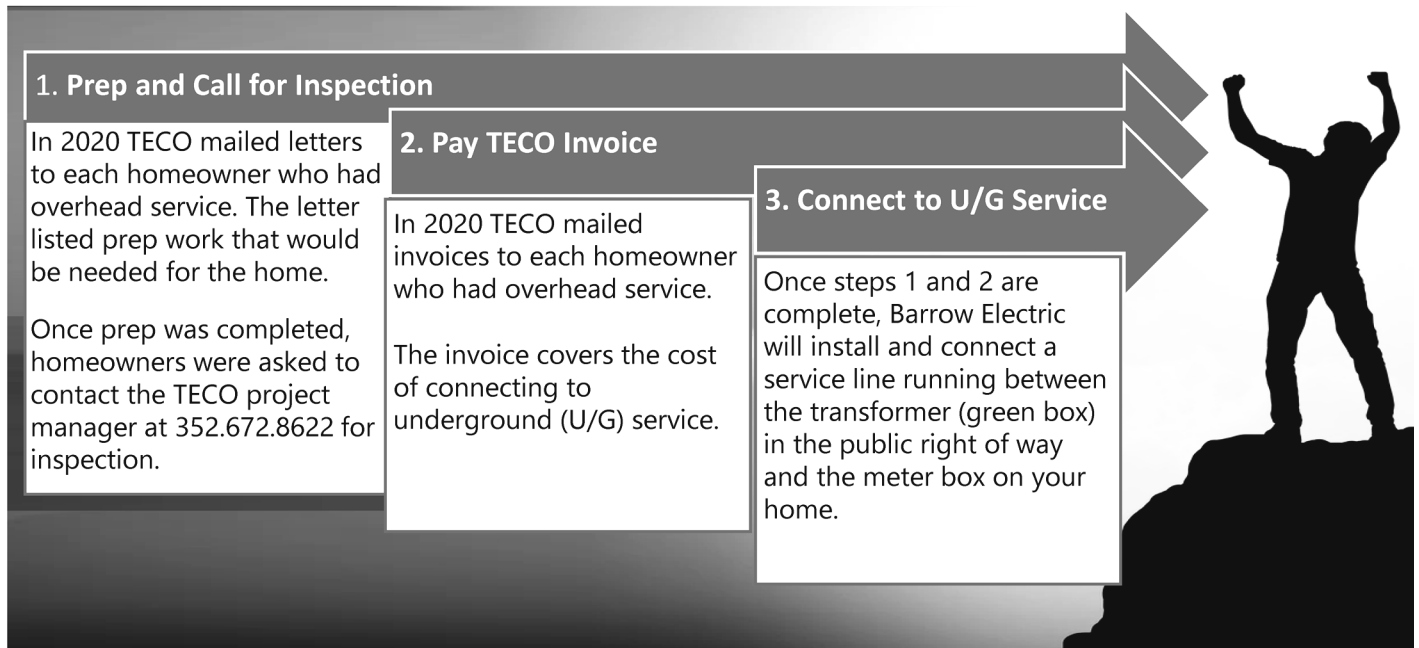 1. Prep and Call for Inspection
In 2020 TECO mailed letters
to each homeowner who had
overhead service. The letter
listed prep work that would
be needed for the home.
Once prep was completed,
homeowners were asked to
contact the TECO project
manager at 352.672.8622 for
inspection.
2. Pay TECO Invoice
In 2020 TECO mailed
invoices to each homeowner
who had overhead service.
The invoice covers the cost
of connecting to
underground (U/G) service.
3. Connect to U/G Service
Once steps 1 and 2 are
complete, Barrow Electric
will install and connect a
service line running between
the transformer (green box)
in the public right of way
and the meter box on your
home.